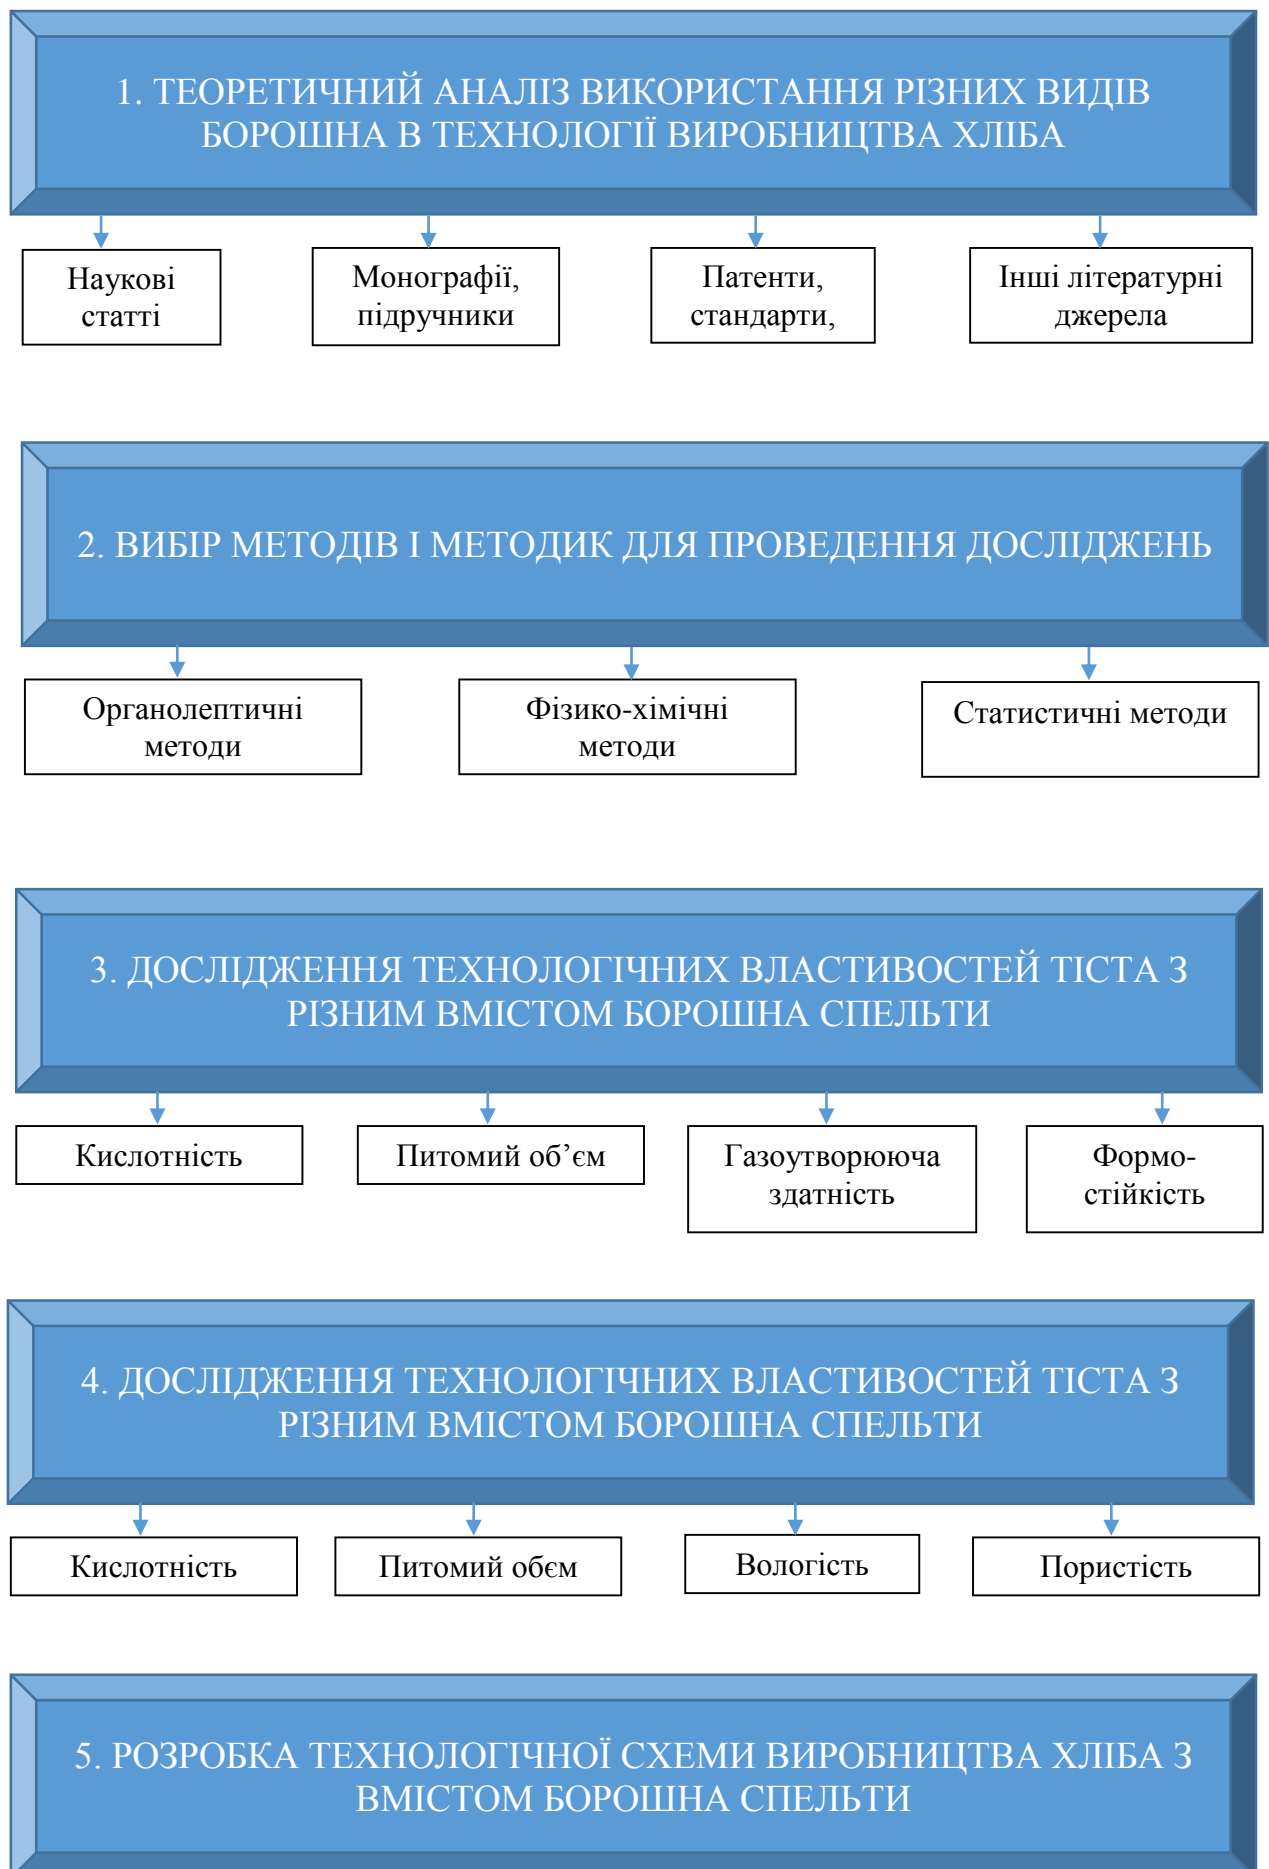 1. ТЕОРЕТИЧНИЙ АНАЛІЗ ВИКОРИСТАННЯ РІЗНИХ ВИДІВ
БОРОШНА В ТЕХНОЛОГІЇ ВИРОБНИЦТВА ХЛІБА
Наукові
статті
Монографії,
підручники
Патенти,
стандарти,
Інші літературні
джерела
2. ВИБІР МЕТОДІВ І МЕТОДИК ДЛЯ ПРОВЕДЕННЯ ДОСЛІДЖЕНЬ
Органолептичні
методи
Фізико-хімічні
методи
Статистичні методи
3. ДОСЛІДЖЕННЯ ТЕХНОЛОГІЧНИХ ВЛАСТИВОСТЕЙ ТІСТА З
РІЗНИМ ВМІСТОМ БОРОШНА СПЕЛЬТИ
Кислотність
Питомий об’єм
Газоутворююча
здатність
Формо-
стійкість
4. ДОСЛІДЖЕННЯ ТЕХНОЛОГІЧНИХ ВЛАСТИВОСТЕЙ ТІСТА З
РІЗНИМ ВМІСТОМ БОРОШНА СПЕЛЬТИ
Кислотність
Питомий обєм
Вологість
Пористість
5. РОЗРОБКА ТЕХНОЛОГІЧНОЇ СХЕМИ ВИРОБНИЦТВА ХЛІБА З
ВМІСТОМ БОРОШНА СПЕЛЬТИ